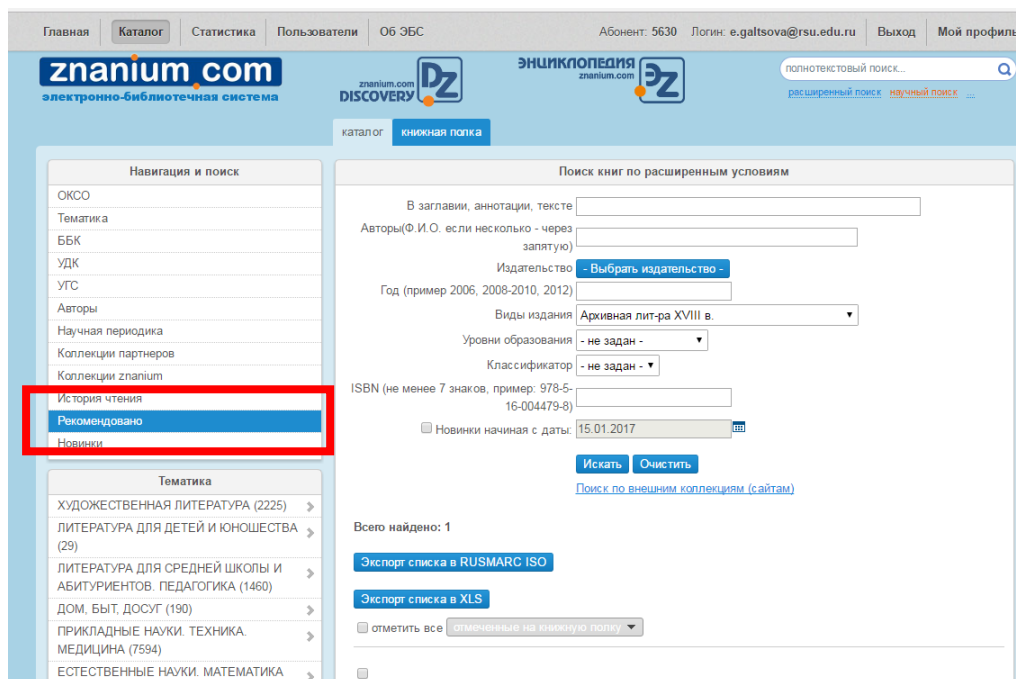 Главная Каталог Статистика Пользователи Об ЭБС Абонент: 5630 Логин: e.galtsova@rsu.edu.ru Выход Мой профиль
znanium.com
электронно-библиотечная система
znanium.com
DISCOVERY
DZ
ЭНЦИКЛОПЕДИЯ
znanium.com
ЭZ
полнотекстовый поиск...
расширенный поиск научный поиск ...
каталог книжная полка
Навигация и поиск
ОКСО
Тематика
ББК
УДК
УГС
Авторы
Научная периодика
Коллекции партнеров
Коллекции znanium
История чтения
Рекомендовано
Новинки
Тематика
ХУДОЖЕСТВЕННАЯ ЛИТЕРАТУРА (2225)
ЛИТЕРАТУРА ДЛЯ ДЕТЕЙ И ЮНОШЕСТВА
(29)
ЛИТЕРАТУРА ДЛЯ СРЕДНЕЙ ШКОЛЫ И
АБИТУРИЕНТОВ. ПЕДАГОГИКА (1460)
ДОМ, БЫТ, ДОСУГ (190)
ПРИКЛАДНЫЕ НАУКИ. ТЕХНИКА.
МЕДИЦИНА (7594)
ЕСТЕСТВЕННЫЕ НАУКИ. МАТЕМАТИКА
Поиск книг по расширенным условиям
В заглавии, аннотации, тексте
Авторы(Ф.И.О. если несколько - через
запятую)
Издательство - Выбрать издательство -
Год (пример 2006, 2008-2010, 2012)
Виды издания Архивная лит-ра XVIII в.
Уровни образования - не задан -
Классификатор - не задан -
ISBN (не менее 7 знаков, пример: 978-5-
16-004479-8)
Новинки начиная с даты: 15.01.2017
Искать Очистить
Поиск по внешним коллекциям (сайтам)
Всего найдено: 1
Экспорт списка в RUSMARC ISO
Экспорт списка в XLS
отметить все отмеченные на книжную полку